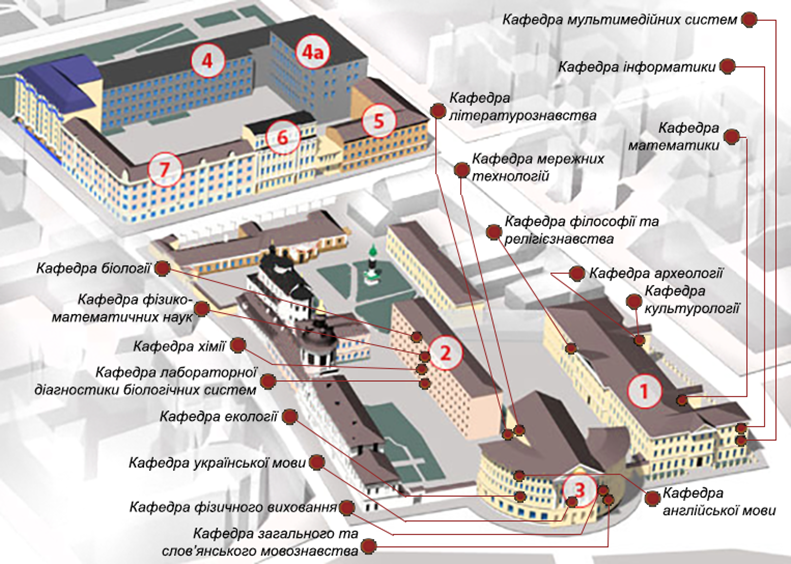 Кафедра мультимедійних систем
Кафедра інформатики
4
4а
Кафедра
літературознавства
Кафедра
математики
5
6
7
Кафедра мережних
технологій
Кафедра філософії та
релігієзнавства
Кафедра біології
Кафедра археології
Кафедра
культурології
Кафедра фізико-
математичних наук
Кафедра хімії
2
1
Кафедра лабораторної
діагностики біологічних систем
Кафедра екології
Кафедра української мови
3
Кафедра
англійської мови
Кафедра фізичного виховання
Кафедра загального та
слов'янського мовознавства